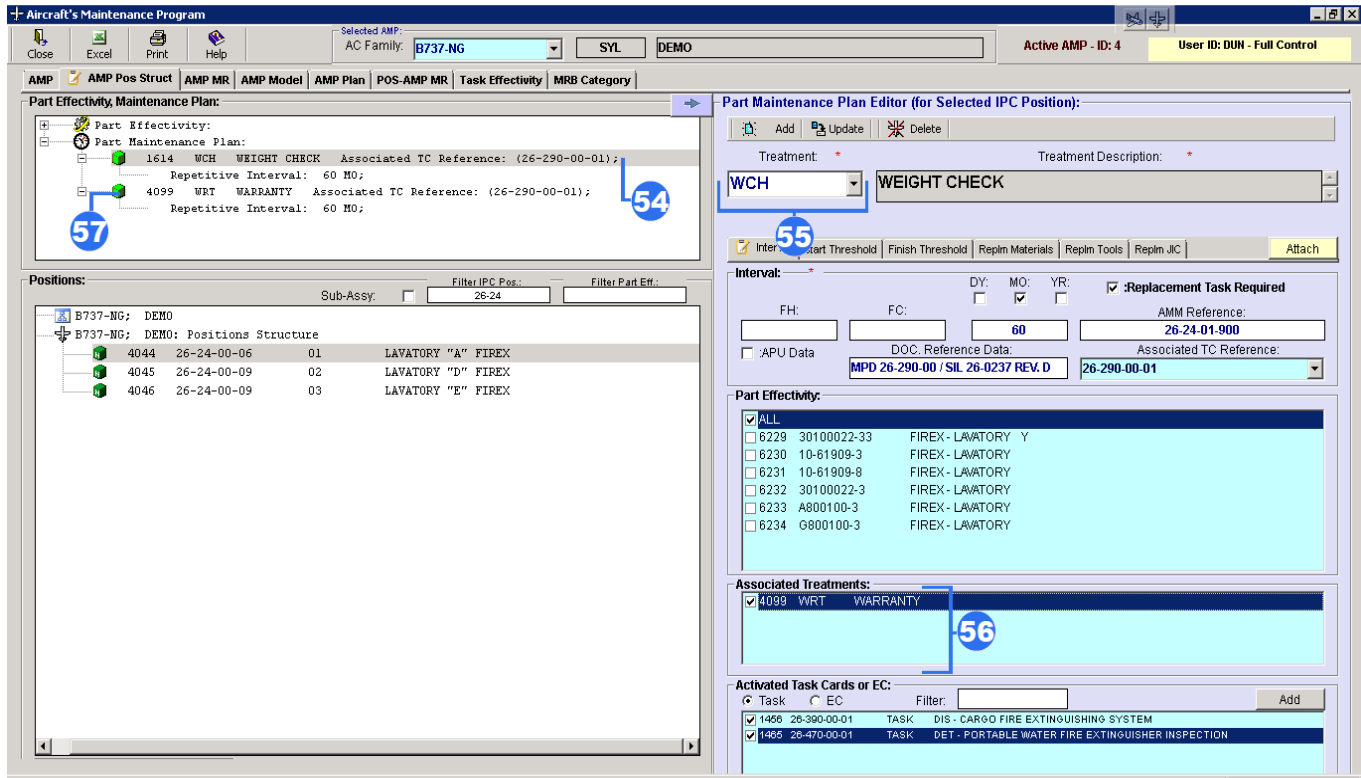 Aircraft's Maintenance Program
Close Excel Print Help
Selected AMP:
AC Family: B737-NG SYL DEMO
Active AMP - ID: 4 User ID: DUN - Full Control
AMP AMP Pos Struct AMP MR AMP Model AMP Plan POS-AMP MR Task Effectivity MRB Category
Part Effectivity, Maintenance Plan:
Part Effectivity:
Part Maintenance Plan:
1614 WCH WEIGHT CHECK Associated TC Reference: (26-290-00-01);
Repetitive Interval: 60 MO;
4099 WRT WARRANTY Associated TC Reference: (26-290-00-01);
Repetitive Interval: 60 MO;
54
57
Positions:
Sub-Assy: Filter IPC Pos.: 26-24 Filter Part Eff.:
B737-NG; DEMO
B737-NG; DEMO: Positions Structure
4044 26-24-00-06 01 LAVATORY "A" FIREX
4045 26-24-00-09 02 LAVATORY "D" FIREX
4046 26-24-00-09 03 LAVATORY "E" FIREX
Part Maintenance Plan Editor (for Selected IPC Position):
Add Update Delete
Treatment: * Treatment Description: *
WCH WEIGHT CHECK
55
Start Threshold Finish Threshold Replm Materials Replm Tools Replm JIC Attach
Interval: *
DY: MO: YR: :Replacement Task Required
FH: FC: AMM Reference:
60 26-24-01-900
:APU Data DOC. Reference Data: Associated TC Reference:
MPD 26-290-00 / SIL 26-0237 REV. D 26-290-00-01
Part Effectivity:
ALL
6229 30100022-33 FIREX - LAVATORY Y
6230 10-61909-3 FIREX - LAVATORY
6231 10-61909-8 FIREX - LAVATORY
6232 30100022-3 FIREX - LAVATORY
6233 A800100-3 FIREX - LAVATORY
6234 G800100-3 FIREX - LAVATORY
Associated Treatments:
4099 WRT WARRANTY
56
Activated Task Cards or EC:
Task EC Filter: Add
1456 26-390-00-01 TASK DIS - CARGO FIRE EXTINGUISHING SYSTEM
1465 26-470-00-01 TASK DET - PORTABLE WATER FIRE EXTINGUISHER INSPECTION